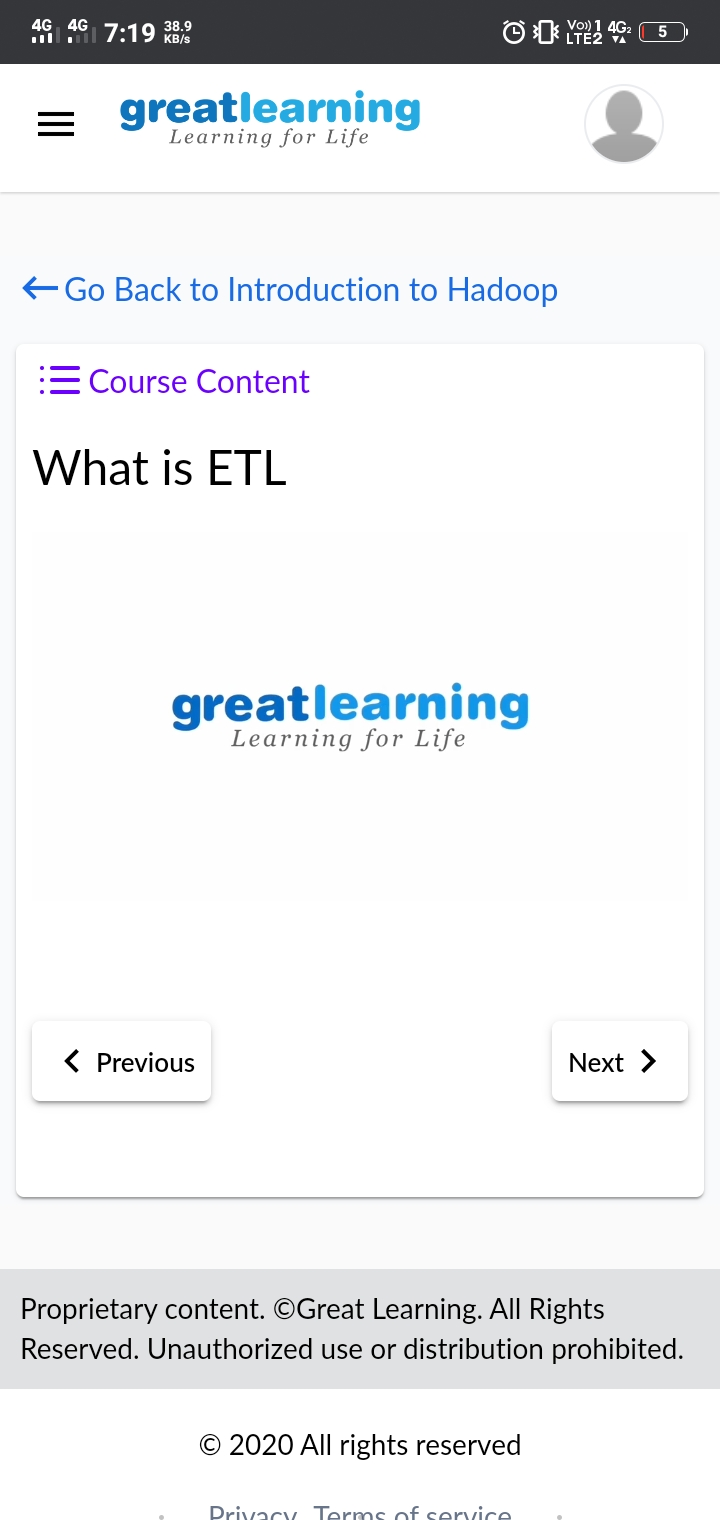 4G 4G 7:19 38.9 KB/s Vo)) 1 LTE2 4G2 5
greatlearning
Learning for Life
Go Back to Introduction to Hadoop
Course Content
What is ETL
greatlearning
Learning for Life
Previous Next
Proprietary content. ©Great Learning. All Rights
Reserved. Unauthorized use or distribution prohibited.
© 2020 All rights reserved
Privacy Terms of service